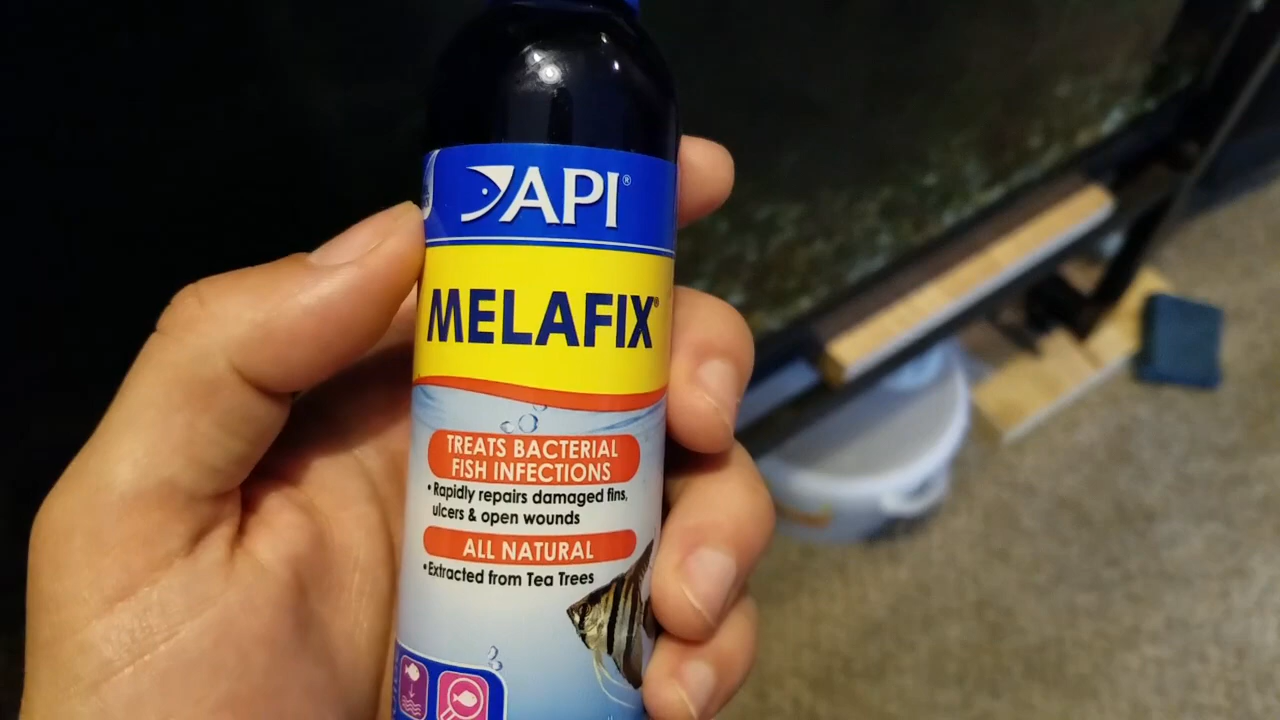 API®
MELAFIX®
TREATS BACTERIAL
FISH INFECTIONS
• Rapidly repairs damaged fins,
ulcers & open wounds
ALL NATURAL
• Extracted from Tea Trees